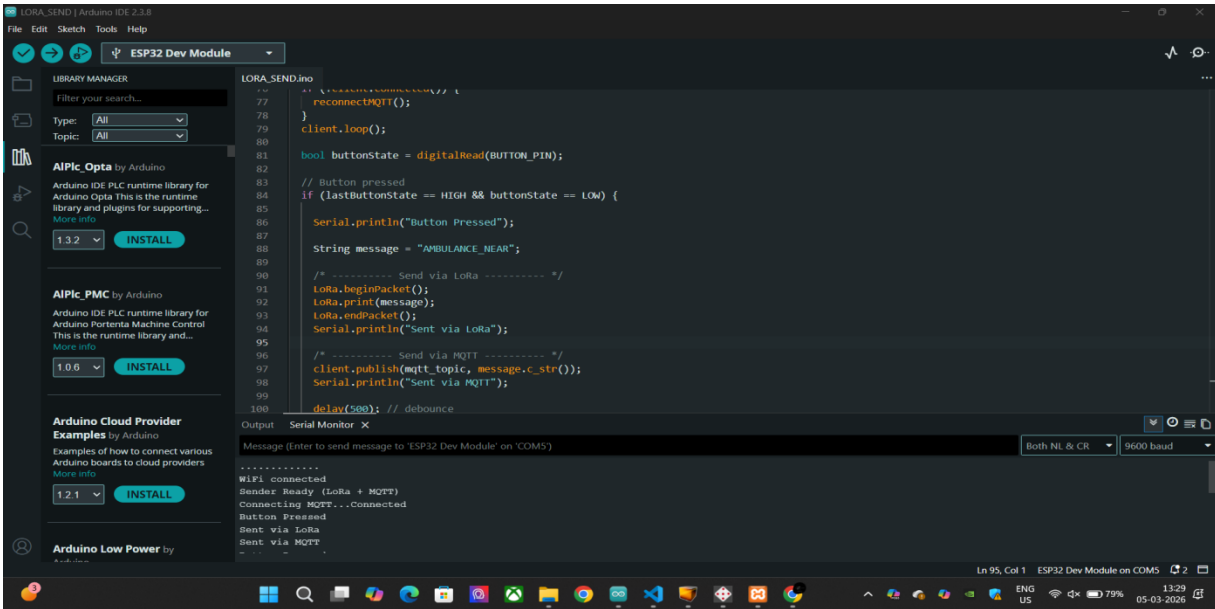 LORA_SEND | Arduino IDE 2.3.8
File Edit Sketch Tools Help
ESP32 Dev Module
LIBRARY MANAGER
Filter your search...
Type: All
Topic: All
AlPlc_Opta by Arduino
Arduino IDE PLC runtime library for
Arduino Opta This is the runtime
library and plugins for supporting...
More info
1.3.2 INSTALL
AlPlc_PMC by Arduino
Arduino IDE PLC runtime library for
Arduino Portenta Machine Control
This is the runtime library and...
More info
1.0.6 INSTALL
Arduino Cloud Provider
Examples by Arduino
Examples of how to connect various
Arduino boards to cloud providers
More info
1.2.1 INSTALL
Arduino Low Power by
LORA_SEND.ino
77 reconnectMQTT();
78 }
79 client.loop();
80
81 bool buttonState = digitalRead(BUTTON_PIN);
82
83 // Button pressed
84 if (lastButtonState == HIGH && buttonState == LOW) {
85
86 Serial.println("Button Pressed");
87
88 String message = "AMBULANCE_NEAR";
89
90 /* ---------- Send via LoRa ---------- */
91 LoRa.beginPacket();
92 LoRa.print(message);
93 LoRa.endPacket();
94 Serial.println("Sent via LoRa");
95
96 /* ---------- Send via MQTT ---------- */
97 client.publish(mqtt_topic, message.c_str());
98 Serial.println("Sent via MQTT");
99
100 delay(500); // debounce
Output Serial Monitor X
Message (Enter to send message to 'ESP32 Dev Module' on 'COM5')
Both NL & CR 9600 baud
.............
WiFi connected
Sender Ready (LoRa + MQTT)
Connecting MQTT...Connected
Button Pressed
Sent via LoRa
Sent via MQTT
Ln 95, Col 1 ESP32 Dev Module on COM5 2
3
ENG
US
79%
13:29
05-03-2026